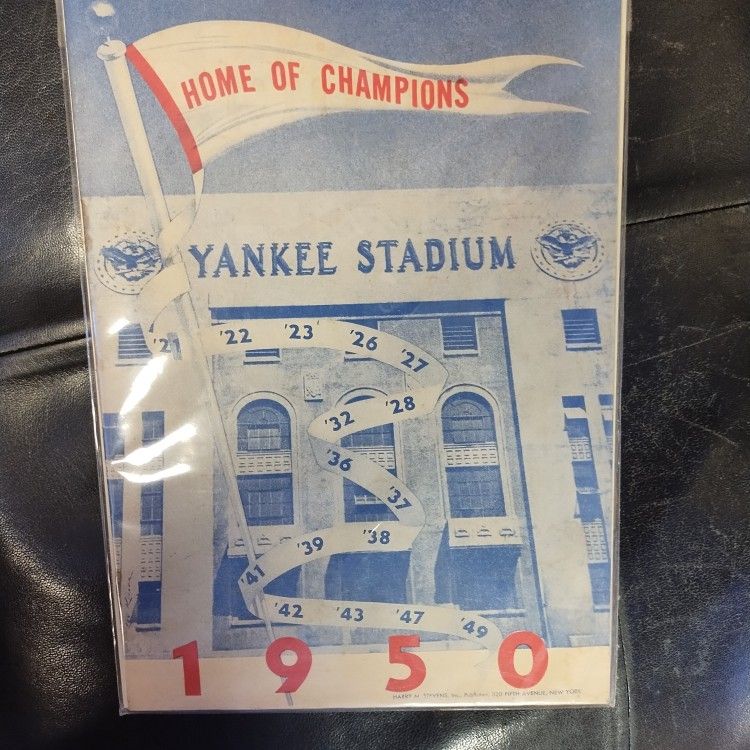 HOME OF CHAMPIONS
YANKEE STADIUM
'21 '22 '23 '26 '27
'32 '28
'36 '37
'39 '38
'41
'42 '43 '47 '49
1950
HARRY M. STEVENS, Inc., Publisher, 320 FIFTH AVENUE, NEW YORK